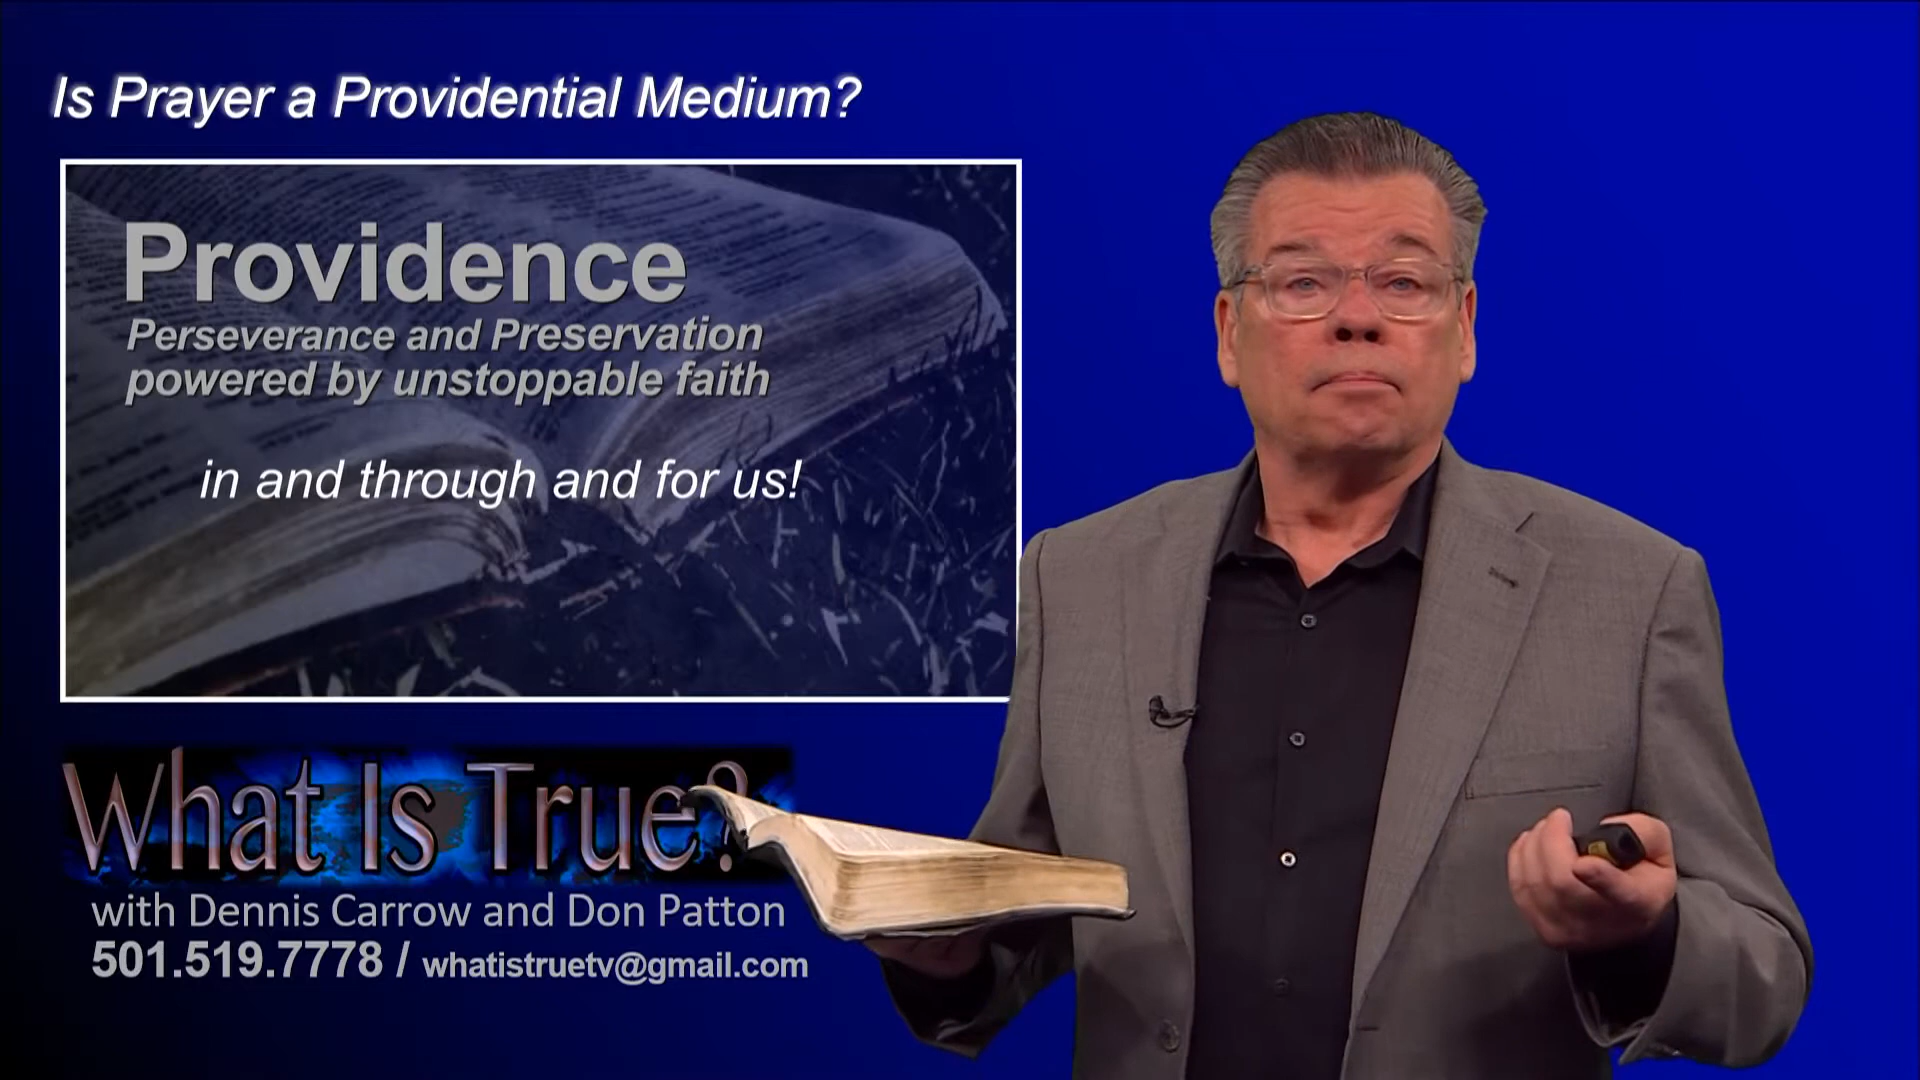 Is Prayer a Providential Medium?
Providence
Perseverance and Preservation
powered by unstoppable faith
in and through and for us!
What Is True?
with Dennis Carrow and Don Patton
501.519.7778 / whatistruetv@gmail.com